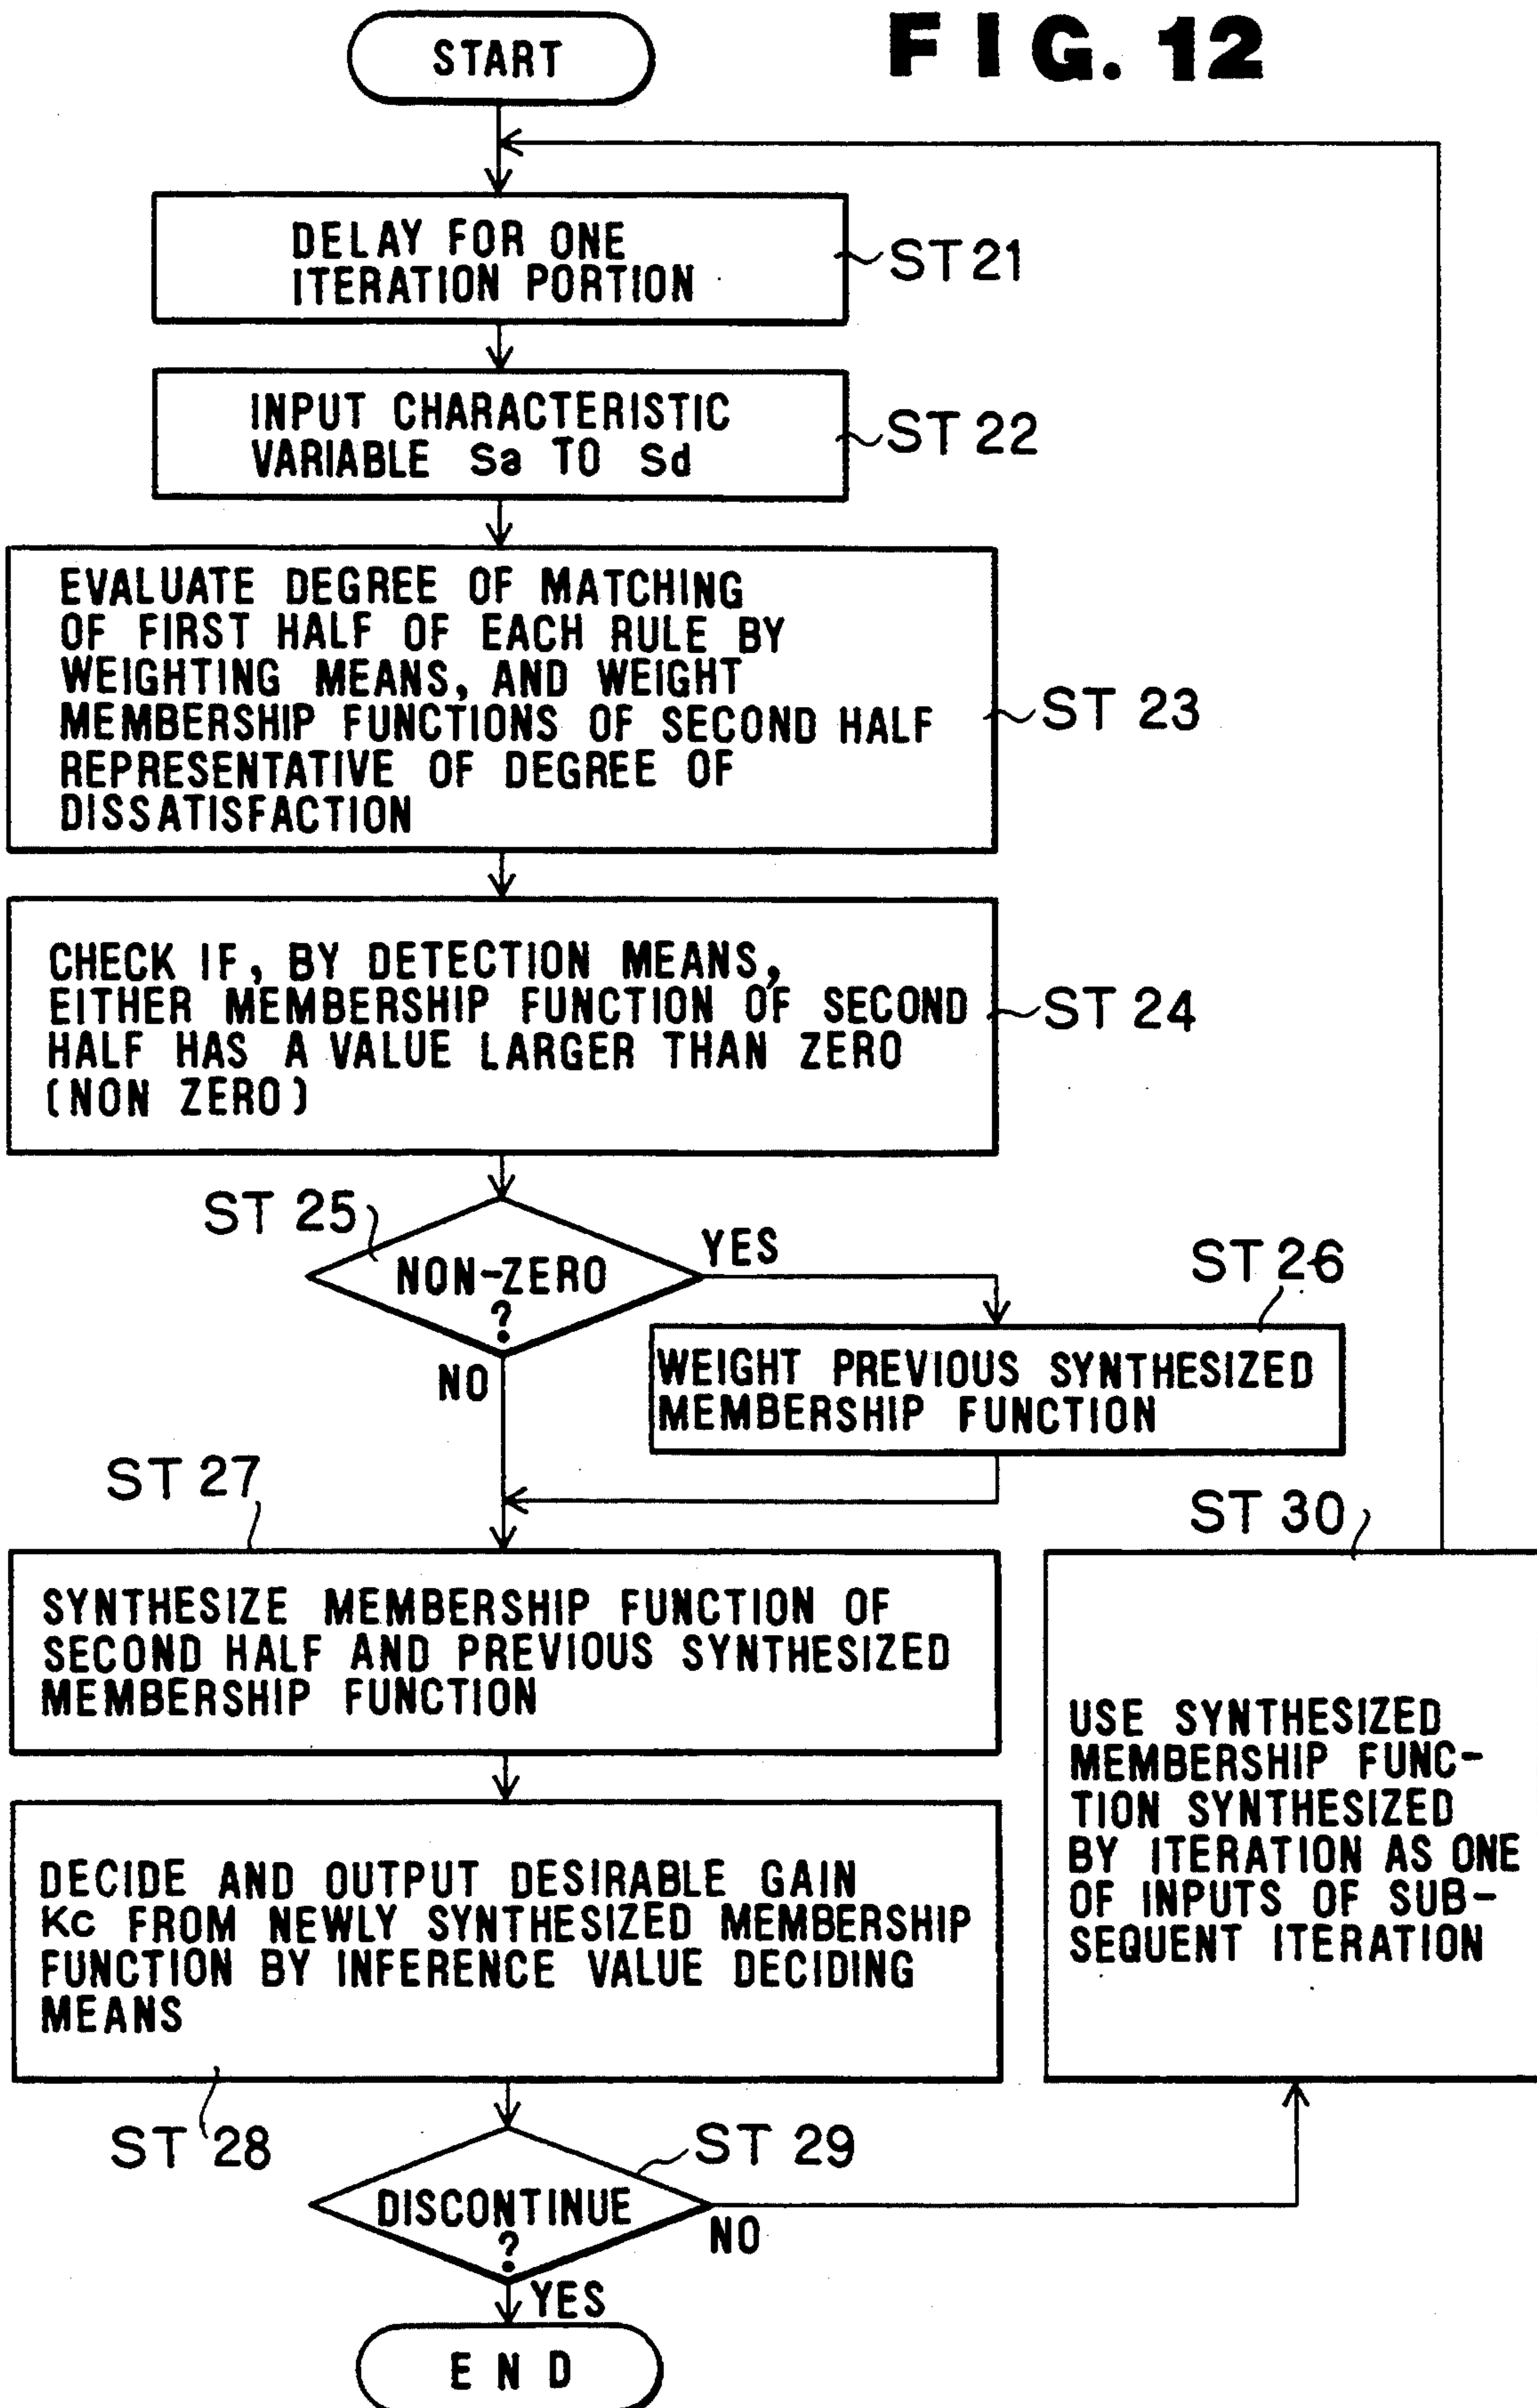 START
FIG. 12
DELAY FOR ONE
ITERATION PORTION
ST 21
INPUT CHARACTERISTIC
VARIABLE Sa TO Sd
ST 22
EVALUATE DEGREE OF MATCHING
OF FIRST HALF OF EACH RULE BY
WEIGHTING MEANS, AND WEIGHT
MEMBERSHIP FUNCTIONS OF SECOND HALF
REPRESENTATIVE OF DEGREE OF
DISSATISFACTION
ST 23
CHECK IF, BY DETECTION MEANS,
EITHER MEMBERSHIP FUNCTION OF SECOND
HALF HAS A VALUE LARGER THAN ZERO
(NON ZERO)
ST 24
ST 25
NON-ZERO
?
YES
NO
ST 26
WEIGHT PREVIOUS SYNTHESIZED
MEMBERSHIP FUNCTION
ST 27
SYNTHESIZE MEMBERSHIP FUNCTION OF
SECOND HALF AND PREVIOUS SYNTHESIZED
MEMBERSHIP FUNCTION
ST 30
USE SYNTHESIZED
MEMBERSHIP FUNC-
TION SYNTHESIZED
BY ITERATION AS ONE
OF INPUTS OF SUB-
SEQUENT ITERATION
DECIDE AND OUTPUT DESIRABLE GAIN
Kc FROM NEWLY SYNTHESIZED MEMBERSHIP
FUNCTION BY INFERENCE VALUE DECIDING
MEANS
ST 28
ST 29
DISCONTINUE
?
NO
YES
END